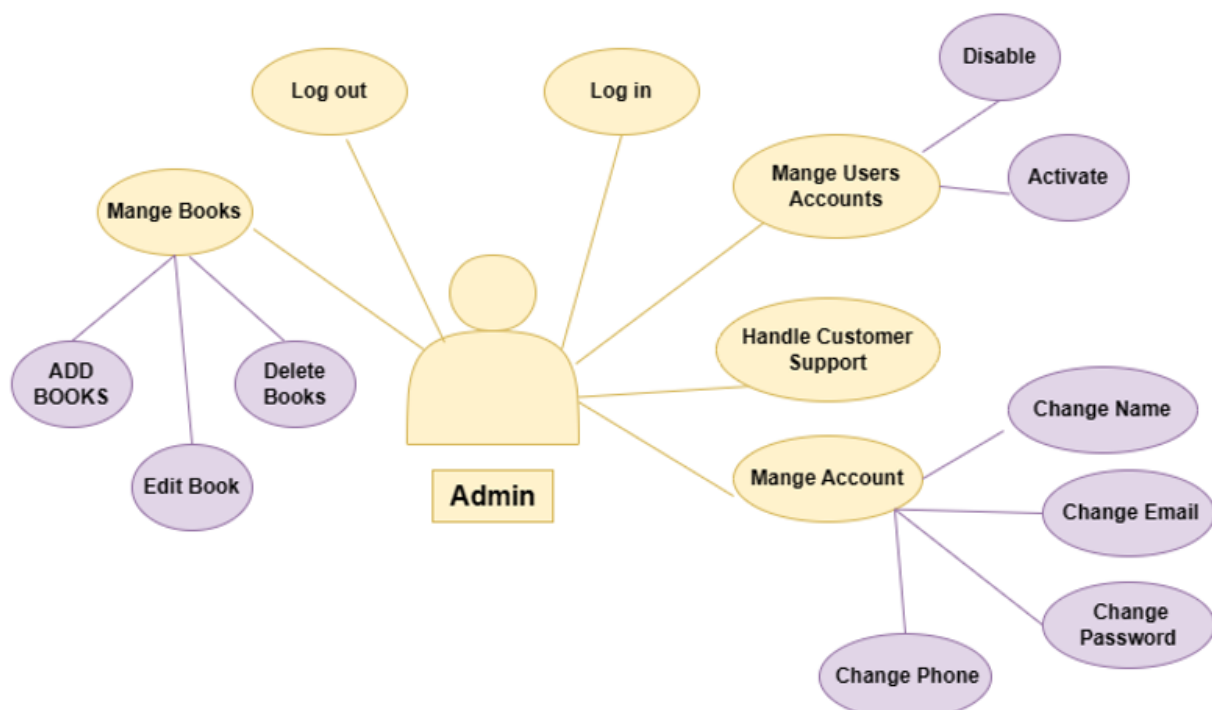 Disable
Log out
Log in
Mange Users
Accounts
Activate
Mange Books
Handle Customer
Support
ADD
BOOKS
Delete
Books
Change Name
Edit Book
Admin
Mange Account
Change Email
Change
Password
Change Phone